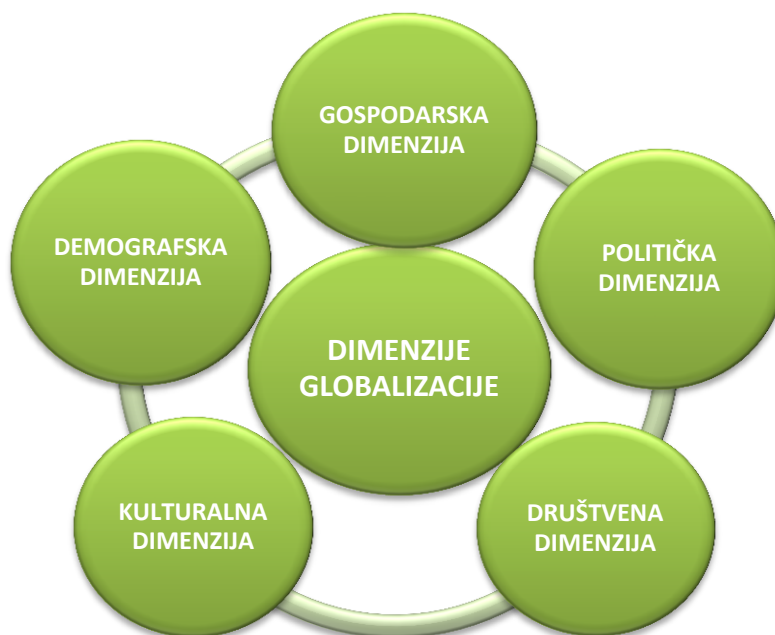 GOSPODARSKA
DIMENZIJA
POLITIČKA
DIMENZIJA
DRUŠTVENA
DIMENZIJA
KULTURALNA
DIMENZIJA
DEMOGRAFSKA
DIMENZIJA
DIMENZIJE
GLOBALIZACIJE